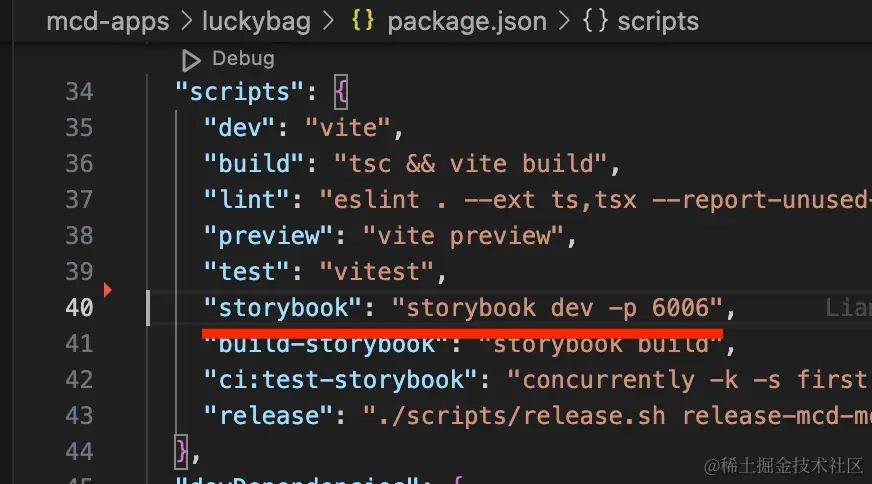 mcd-apps > luckybag > {} package.json > {} scripts
Debug
34 "scripts": {
35 "dev": "vite",
36 "build": "tsc && vite build",
37 "lint": "eslint . --ext ts,tsx --report-unused-
38 "preview": "vite preview",
39 "test": "vitest",
40 "storybook": "storybook dev -p 6006", Lian
41 "build-storybook": "storybook build",
42 "ci:test-storybook": "concurrently -k -s first
43 "release": "./scripts/release.sh release-mcd-mo
44 },
45 "devDependencies": {
@稀土掘金技术社区